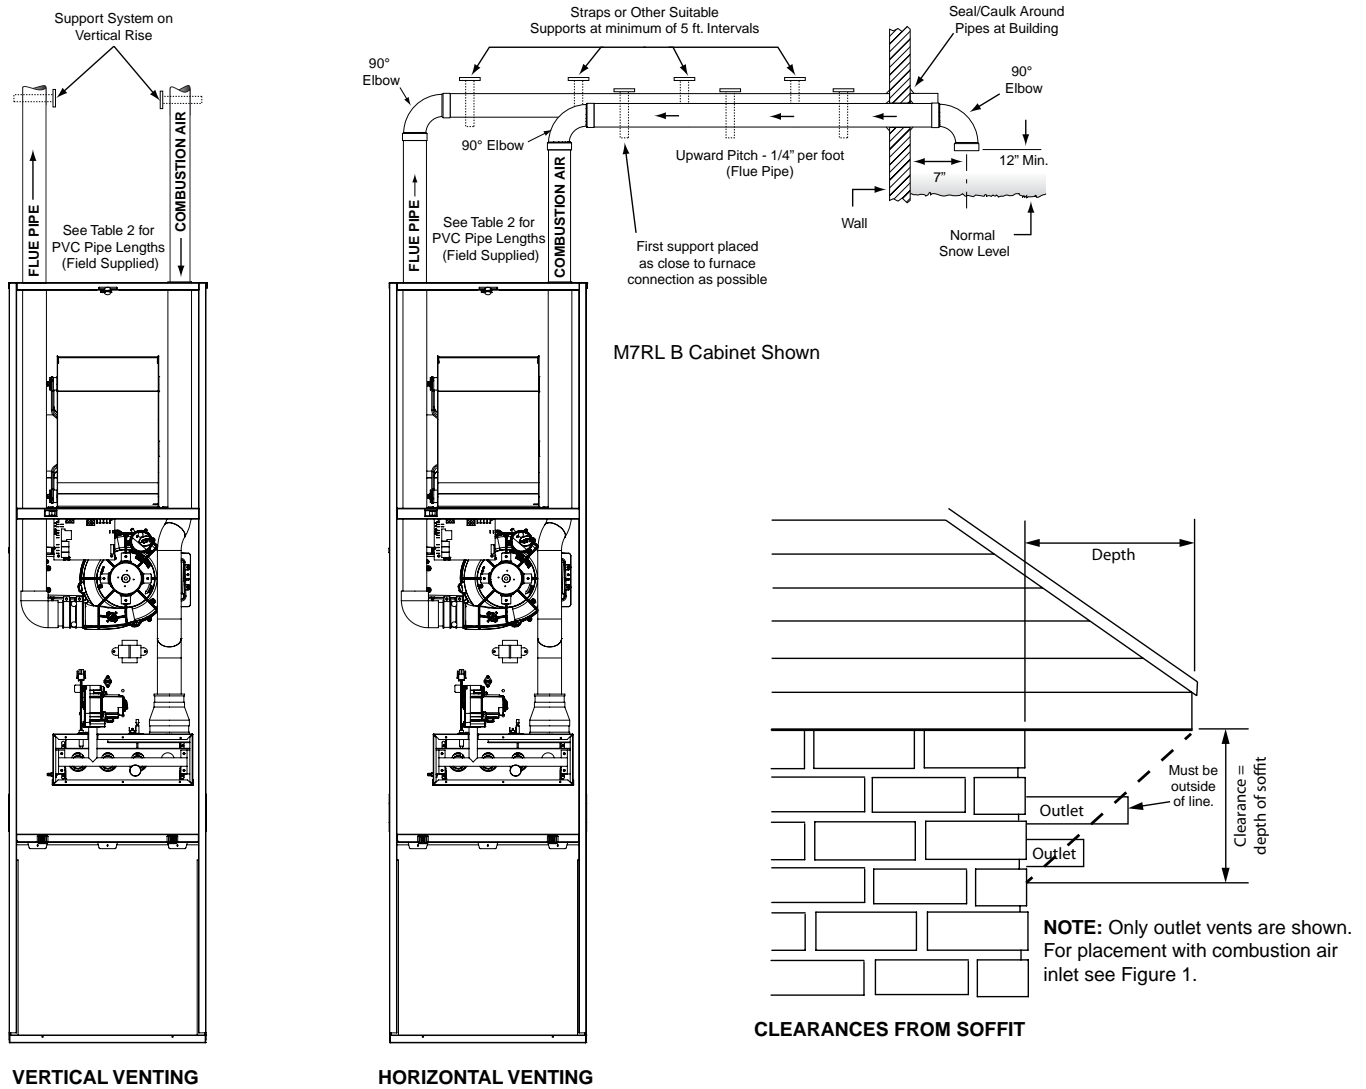 Support System on
Vertical Rise
FLUE PIPE
COMBUSTION AIR
See Table 2 for
PVC Pipe Lengths
(Field Supplied)
VERTICAL VENTING
Straps or Other Suitable
Supports at minimum of 5 ft. Intervals
Seal/Caulk Around
Pipes at Building
90°
Elbow
90° Elbow
90°
Elbow
Upward Pitch - 1/4” per foot
(Flue Pipe)
12” Min.
7”
Wall
Normal
Snow Level
FLUE PIPE
See Table 2 for
PVC Pipe Lengths
(Field Supplied)
COMBUSTION AIR
First support placed
as close to furnace
connection as possible
M7RL B Cabinet Shown
HORIZONTAL VENTING
Depth
Must be
outside
of line.
Outlet
Outlet
Clearance =
depth of soffit
NOTE: Only outlet vents are shown.
For placement with combustion air
inlet see Figure 1.
CLEARANCES FROM SOFFIT